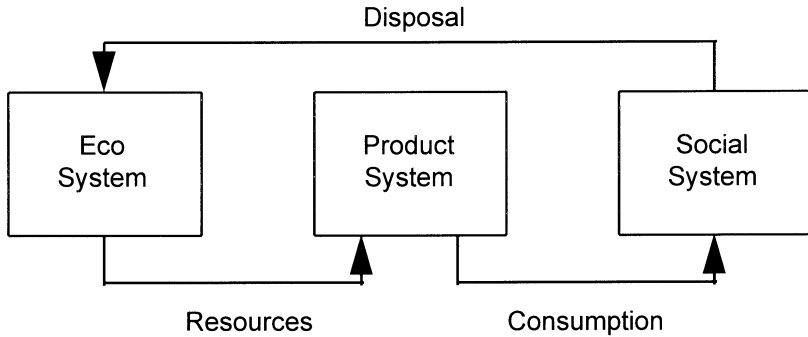 Disposal
Eco
System
Product
System
Social
System
Resources
Consumption